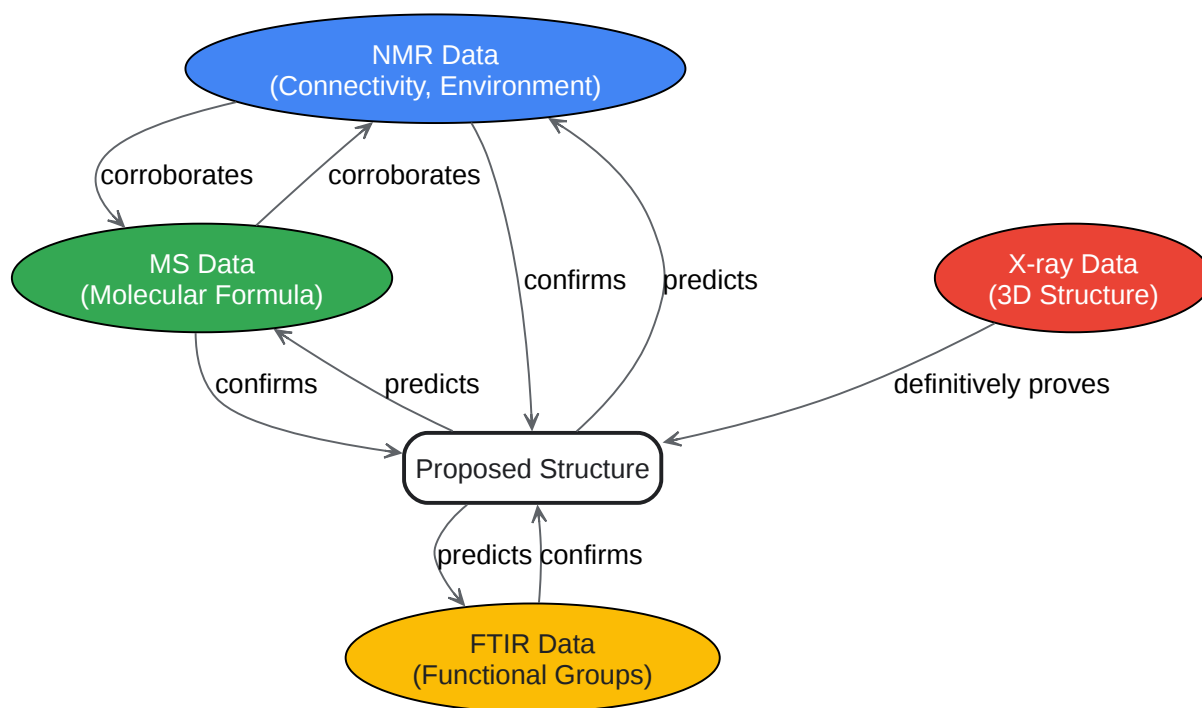 NMR Data
(Connectivity, Environment)
corroborates
corroborates
MS Data
(Molecular Formula)
confirms
predicts
X-ray Data
(3D Structure)
confirms
predicts
definitively proves
Proposed Structure
predicts
confirms
FTIR Data
(Functional Groups)